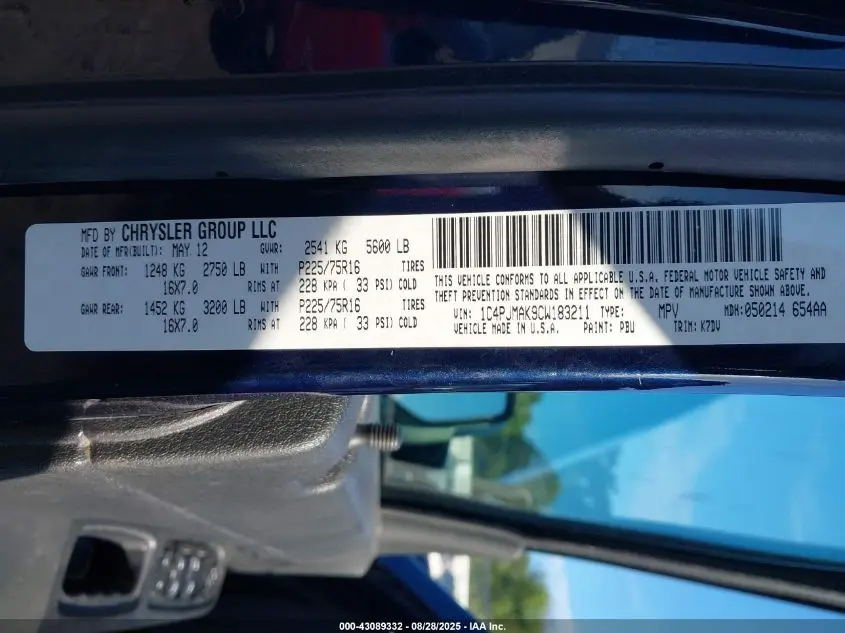 MFD BY CHRYSLER GROUP LLC
DATE OF MFR(BUILT): MAY 12 GVWR: 2541 KG 5600 LB
GAWR FRONT: 1248 KG 2750 LB WITH P225/75R16 TIRES
16X7.0 RIMS AT 228 KPA ( 33 PSI) COLD
GAWR REAR: 1452 KG 3200 LB WITH P225/75R16 TIRES
16X7.0 RIMS AT 228 KPA ( 33 PSI) COLD
THIS VEHICLE CONFORMS TO ALL APPLICABLE U.S.A. FEDERAL MOTOR VEHICLE SAFETY AND
THEFT PREVENTION STANDARDS IN EFFECT ON THE DATE OF MANUFACTURE SHOWN ABOVE.
VIN: 1C4PJMAK9CW183211 TYPE: MPV MDH: 050214 654AA
VEHICLE MADE IN U.S.A. PAINT: PBU TRIM: K7DV
000-43089332 - 08/28/2025 - IAA Inc.